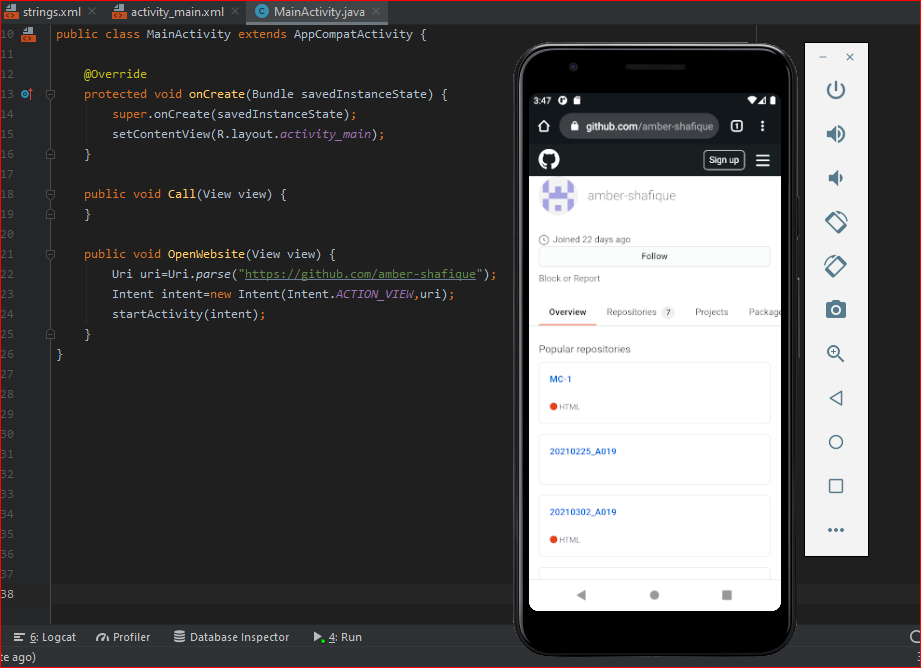 strings.xml
activity_main.xml
MainActivity.java
10 public class MainActivity extends AppCompatActivity {
11
12 @Override
13 protected void onCreate(Bundle savedInstanceState) {
14 super.onCreate(savedInstanceState);
15 setContentView(R.layout.activity_main);
16 }
17
18 public void Call(View view) {
19 }
20
21 public void OpenWebsite(View view) {
22 Uri uri=Uri.parse("https://github.com/amber-shafique");
23 Intent intent=new Intent(Intent.ACTION_VIEW,uri);
24 startActivity(intent);
25 }
26 }
27
28
29
30
31
32
33
34
35
36
37
38
3:47
github.com/amber-shafique
1
Sign up
amber-shafique
Joined 22 days ago
Follow
Block or Report
Overview Repositories 7 Projects Package
Popular repositories
MC-1
HTML
20210225_A019
20210302_A019
HTML
6: Logcat Profiler Database Inspector 4: Run
te ago)